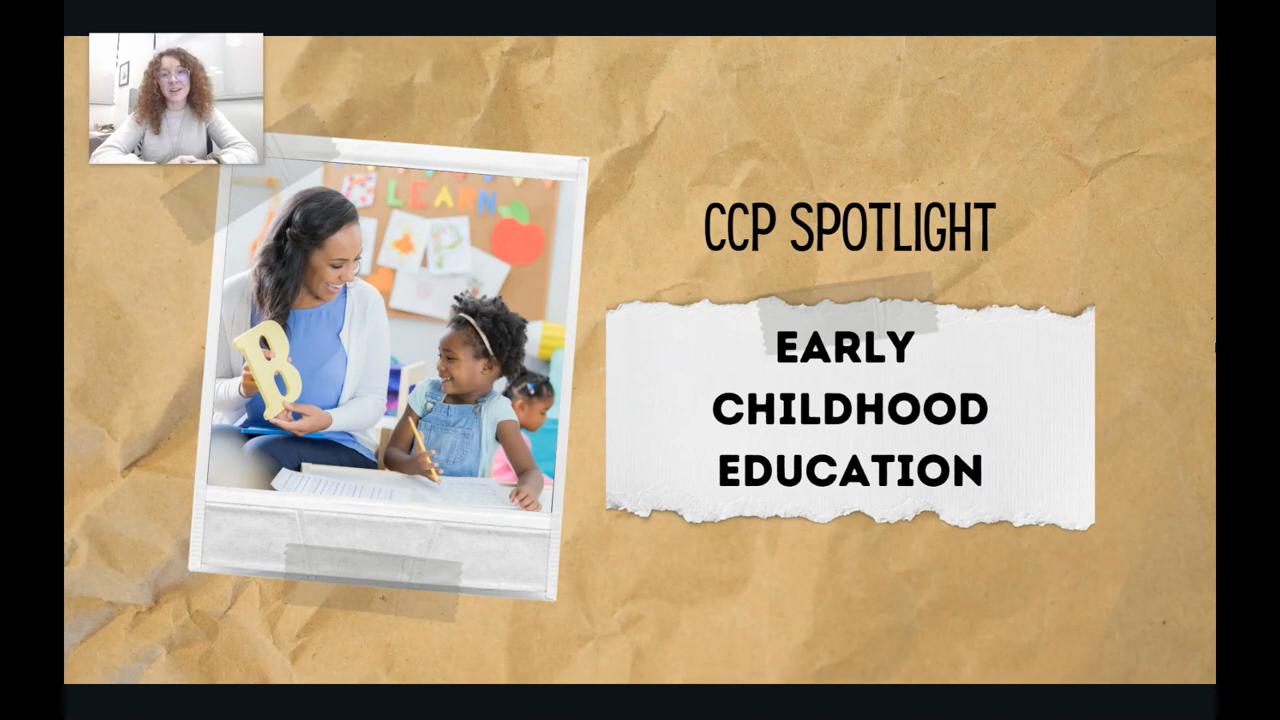 LEARN
B
CCP SPOTLIGHT
EARLY
CHILDHOOD
EDUCATION